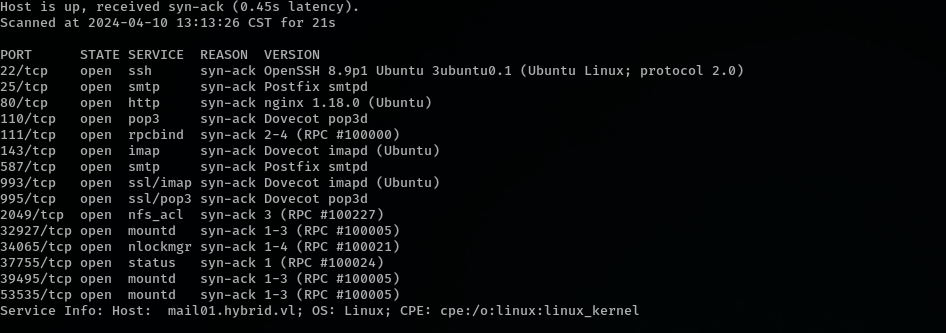 Host is up, received syn-ack (0.45s latency).
Scanned at 2024-04-10 13:13:26 CST for 21s

PORT      STATE SERVICE  REASON  VERSION
22/tcp    open  ssh      syn-ack OpenSSH 8.9p1 Ubuntu 3ubuntu0.1 (Ubuntu Linux; protocol 2.0)
25/tcp    open  smtp     syn-ack Postfix smtpd
80/tcp    open  http     syn-ack nginx 1.18.0 (Ubuntu)
110/tcp   open  pop3     syn-ack Dovecot pop3d
111/tcp   open  rpcbind  syn-ack 2-4 (RPC #100000)
143/tcp   open  imap     syn-ack Dovecot imapd (Ubuntu)
587/tcp   open  smtp     syn-ack Postfix smtpd
993/tcp   open  ssl/imap syn-ack Dovecot imapd (Ubuntu)
995/tcp   open  ssl/pop3 syn-ack Dovecot pop3d
2049/tcp  open  nfs_acl  syn-ack 3 (RPC #100227)
32927/tcp open  mountd   syn-ack 1-3 (RPC #100005)
34065/tcp open  nlockmgr syn-ack 1-4 (RPC #100021)
37755/tcp open  status   syn-ack 1 (RPC #100024)
39495/tcp open  mountd   syn-ack 1-3 (RPC #100005)
53535/tcp open  mountd   syn-ack 1-3 (RPC #100005)
Service Info: Host:  mail01.hybrid.vl; OS: Linux; CPE: cpe:/o:linux:linux_kernel